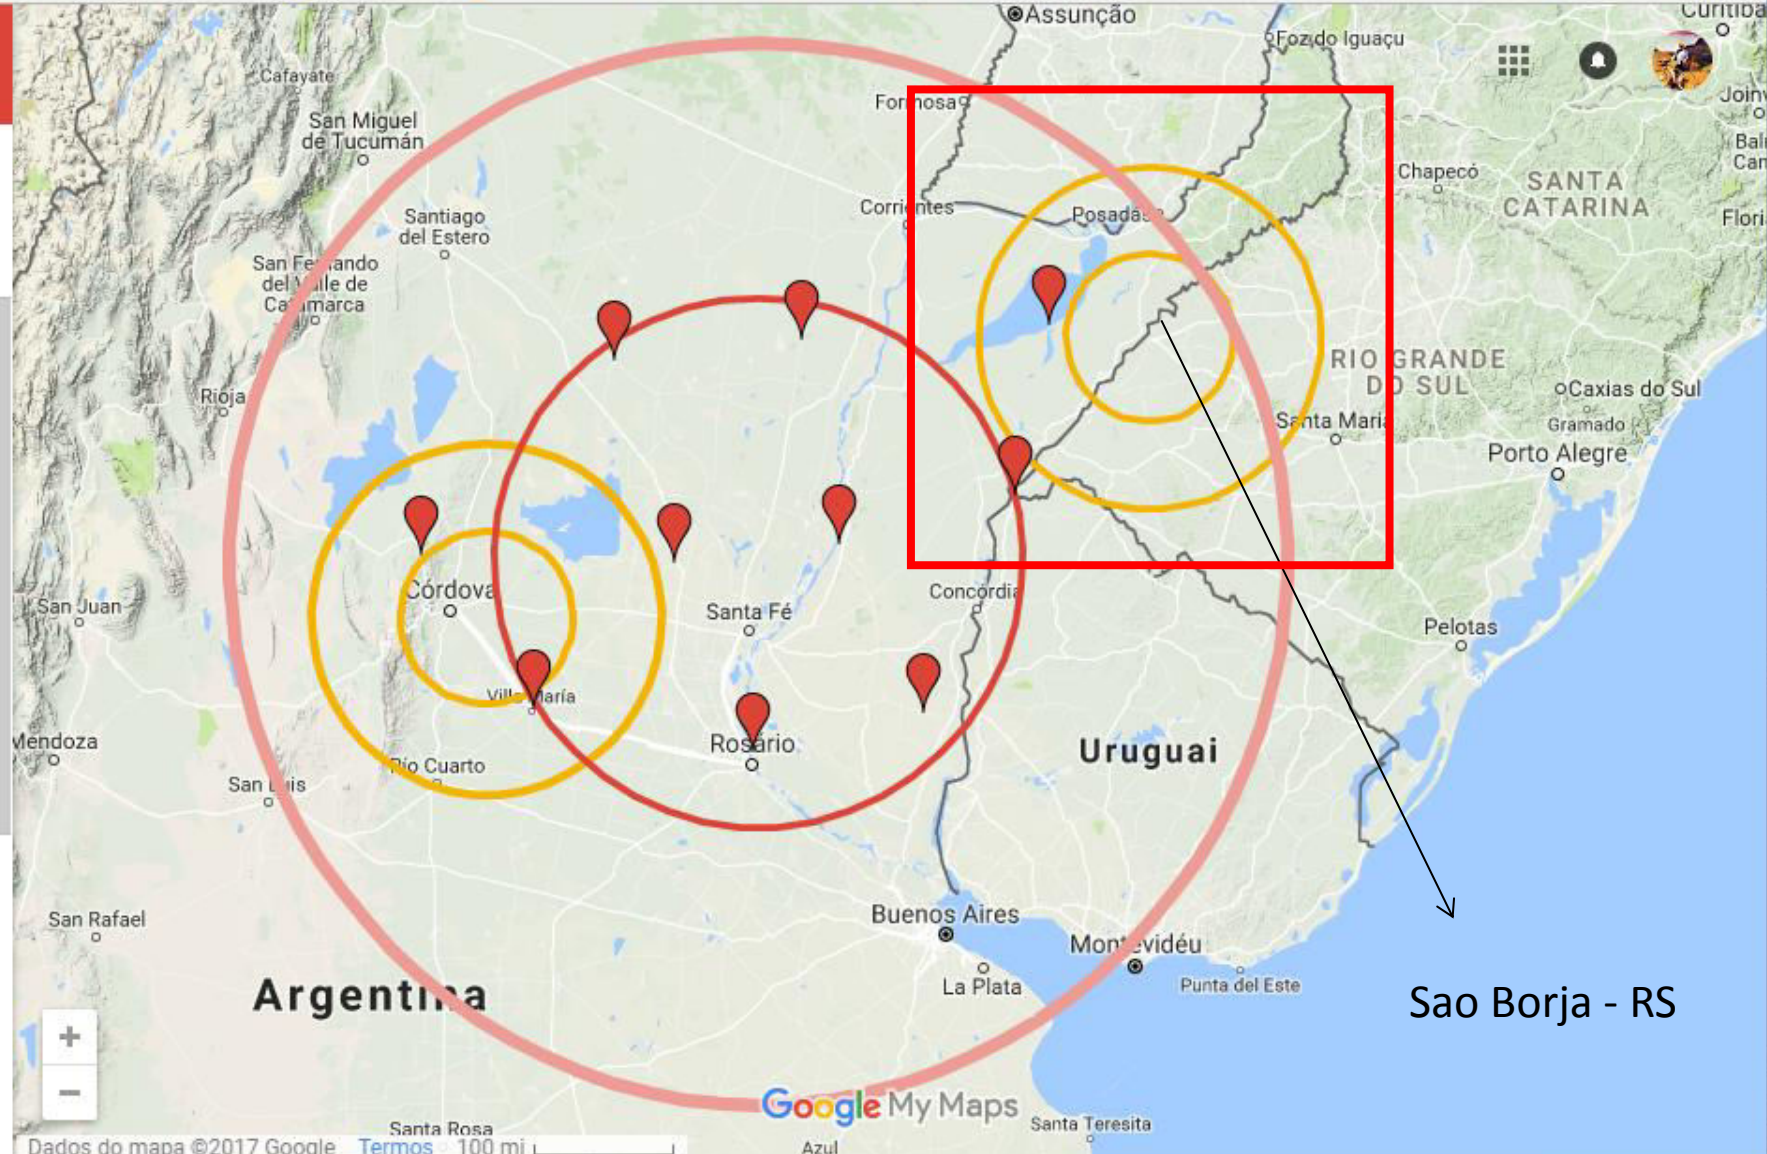 Assunção
Curitiba
Foz do Iguaçu
Cafayate
Formosa
San Miguel
de Tucumán
Chapecó
SANTA
CATARINA
Corrientes
Posadas
Santiago
del Estero
San Fernando
del Valle de
Catamarca
RIO GRANDE
DO SUL
Rioja
Caxias do Sul
Santa Maria
Gramado
Porto Alegre
Córdova
Concórdia
San Juan
Santa Fé
Pelotas
Villa María
Mendoza
Rosário
Uruguai
Río Cuarto
San Luis
San Rafael
Buenos Aires
Montevidéu
La Plata
Punta del Este
Argentina
Sao Borja - RS
+
−
Google My Maps
Santa Rosa
Santa Teresita
Dados do mapa ©2017 Google Termos 100 mi
Azul